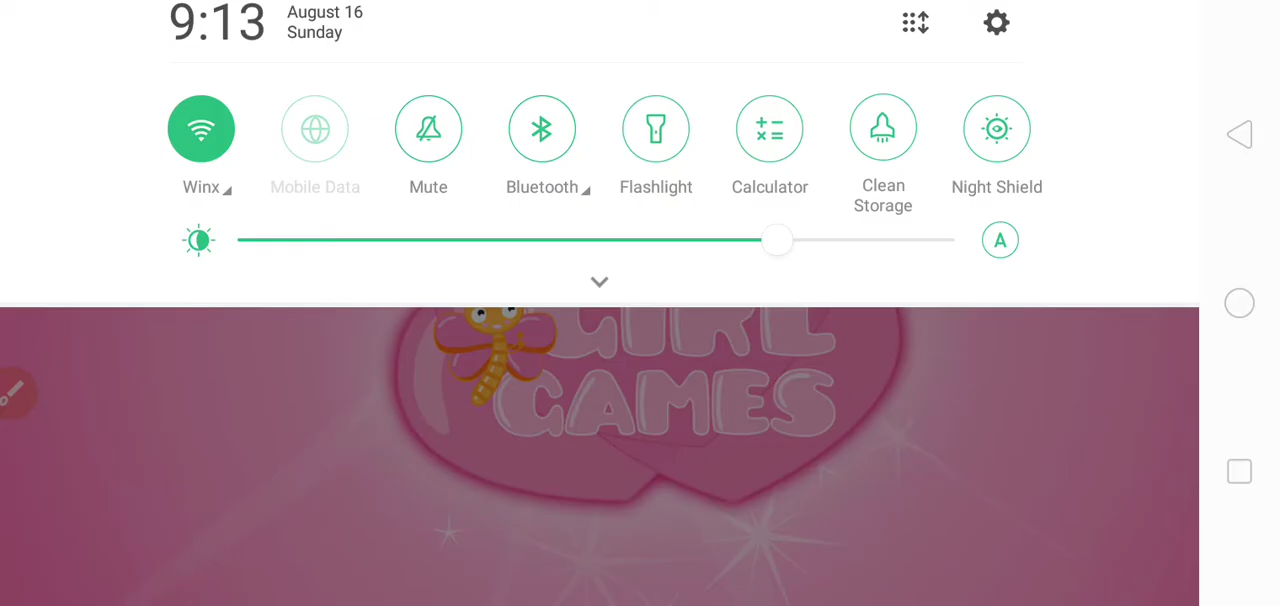 9:13
August 16
Sunday
Winx
Mobile Data
Mute
Bluetooth
Flashlight
Calculator
Clean
Storage
Night Shield
A
GIRL
GAMES